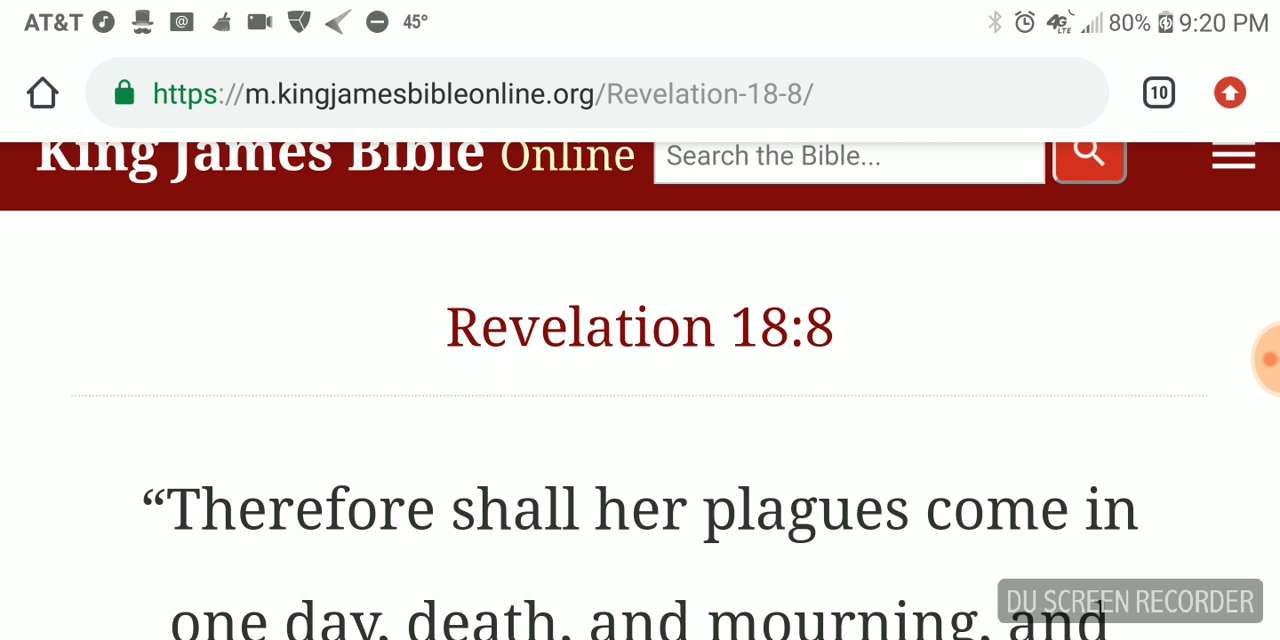 AT&T @ 45° 4G LTE 80% 9:20 PM
https://m.kingjamesbibleonline.org/Revelation-18-8/ 10
King James Bible Online Search the Bible...
Revelation 18:8
“Therefore shall her plagues come in
one day, death, and mourning, and
DU SCREEN RECORDER